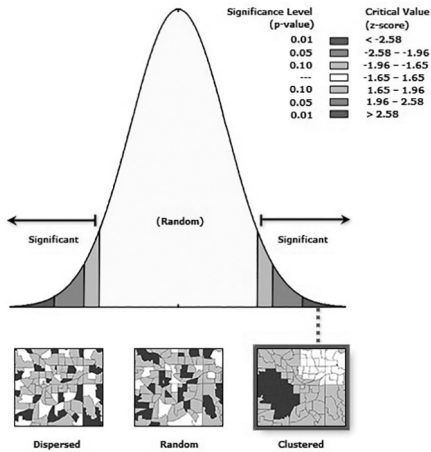 Significance Level Critical Value
(p-value) (z-score)
0.01 < -2.58
0.05 -2.58 – -1.96
0.10 -1.96 – -1.65
--- -1.65 – 1.65
0.10 1.65 – 1.96
0.05 1.96 – 2.58
0.01 > 2.58
(Random)
Significant Significant
Dispersed Random Clustered